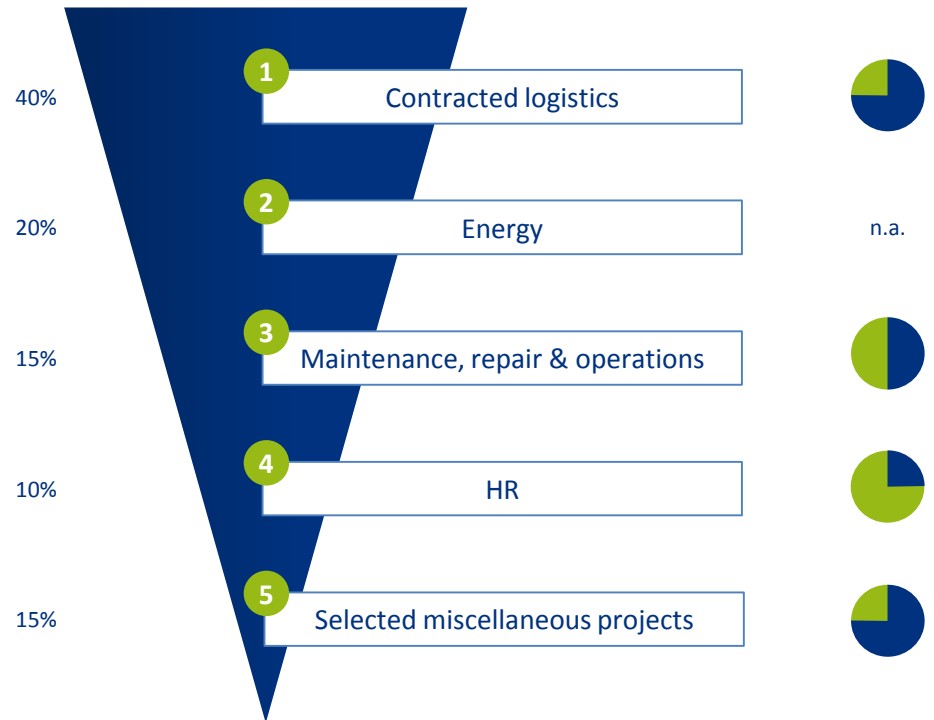 40%
1
Contracted logistics
20%
2
Energy
n.a.
15%
3
Maintenance, repair & operations
10%
4
HR
15%
5
Selected miscellaneous projects